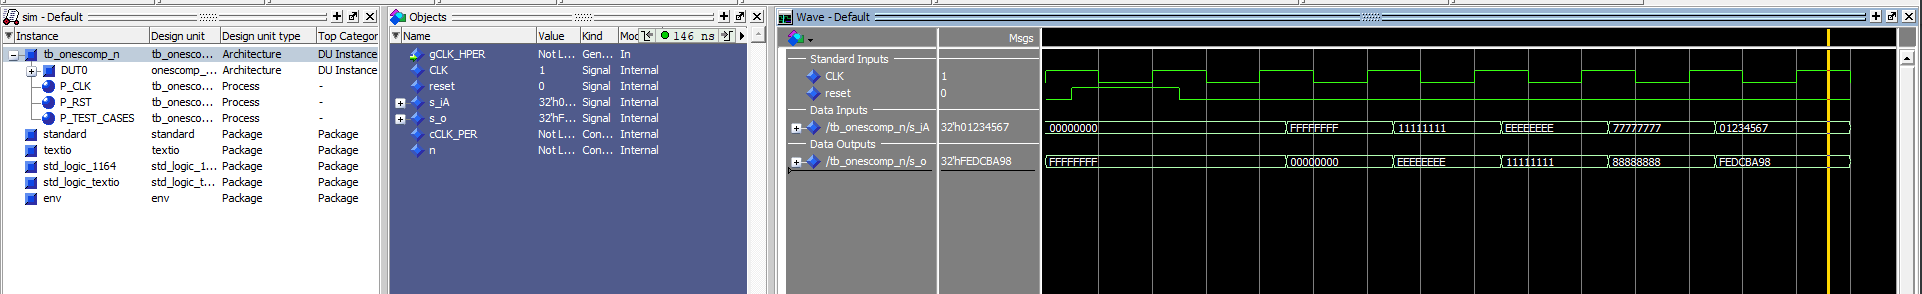 sim - Default
Instance Design unit Design unit type Top Categor
tb_onescomp_n tb_onesco... Architecture DU Instance
DUT0 onescomp_... Architecture DU Instance
P_CLK tb_onesco... Process -
P_RST tb_onesco... Process -
P_TEST_CASES tb_onesco... Process -
standard standard Package Package
textio textio Package Package
std_logic_1164 std_logic_1... Package Package
std_logic_textio std_logic_t... Package Package
env env Package Package
Objects
Name Value Kind Mod 146 ns
gCLK_HPER Not L... Gen... In
CLK 1 Signal Internal
reset 0 Signal Internal
s_iA 32'h0... Signal Internal
s_o 32'hF... Signal Internal
cCLK_PER Not L... Con... Internal
n Not L... Con... Internal
Wave - Default
Msgs
Standard Inputs
CLK 1
reset 0
Data Inputs
/tb_onescomp_n/s_iA 32'h01234567 00000000 FFFFFFFF 11111111 EEEEEEEE 77777777 01234567
Data Outputs
/tb_onescomp_n/s_o 32'hFEDCBA98 FFFFFFFF 00000000 EEEEEEEE 11111111 88888888 FEDCBA98